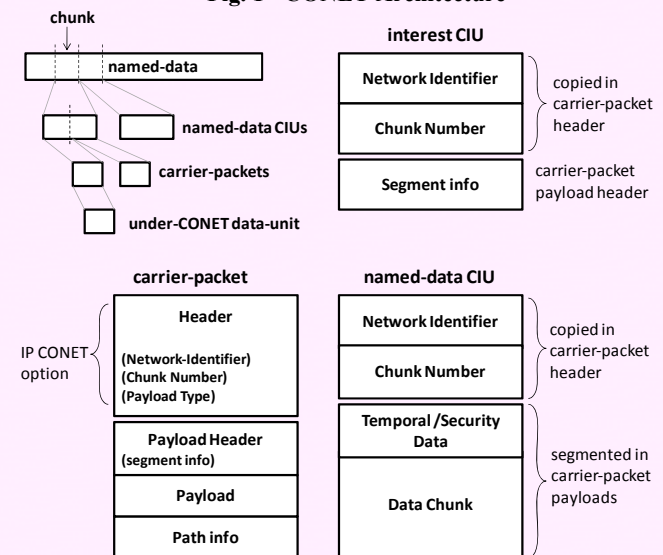 Fig. 1 - CONET Architecture
chunk
named-data
named-data CIUs
carrier-packets
under-CONET data-unit
interest CIU
Network Identifier
Chunk Number
Segment info
copied in
carrier-packet
header
carrier-packet
payload header
carrier-packet
Header
(Network-Identifier)
(Chunk Number)
(Payload Type)
IP CONET
option
Payload Header
(segment info)
Payload
Path info
named-data CIU
Network Identifier
Chunk Number
Temporal /Security
Data
Data Chunk
copied in
carrier-packet
header
segmented in
carrier-packet
payloads